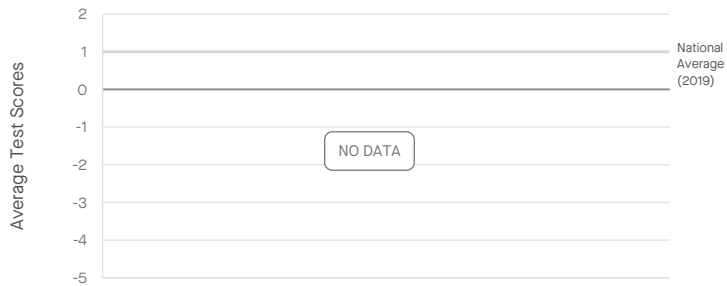 Average Test Scores
2
1
0
-1
-2
-3
-4
-5
NO DATA
National
Average
(2019)